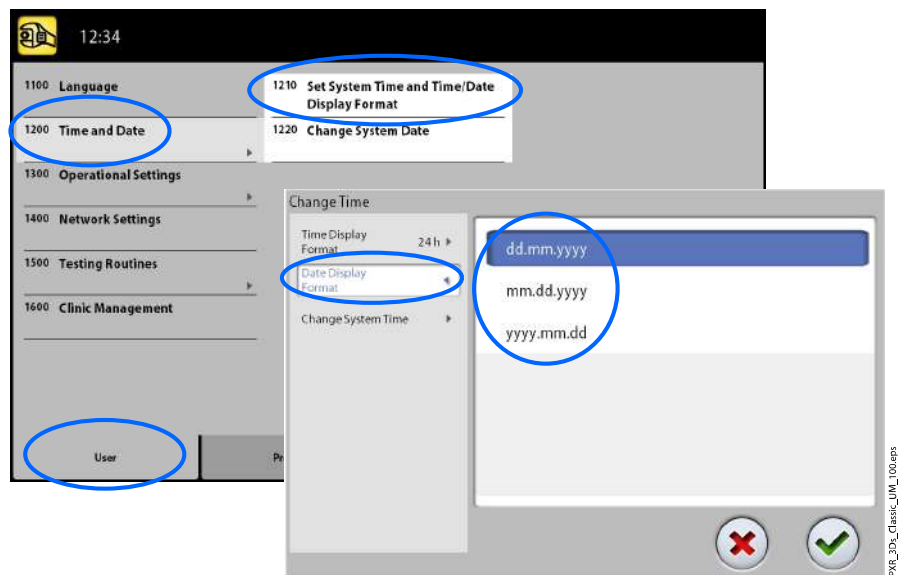 12:34
1100 Language
1200 Time and Date
1300 Operational Settings
1400 Network Settings
1500 Testing Routines
1600 Clinic Management
1210 Set System Time and Time/Date
Display Format
1220 Change System Date
User
Pr
Change Time
Time Display
Format
24 h
Date Display
Format
Change System Time
dd.mm.yyyy
mm.dd.yyyy
yyyy.mm.dd
PXR_3Ds_Classic_UM_100.eps